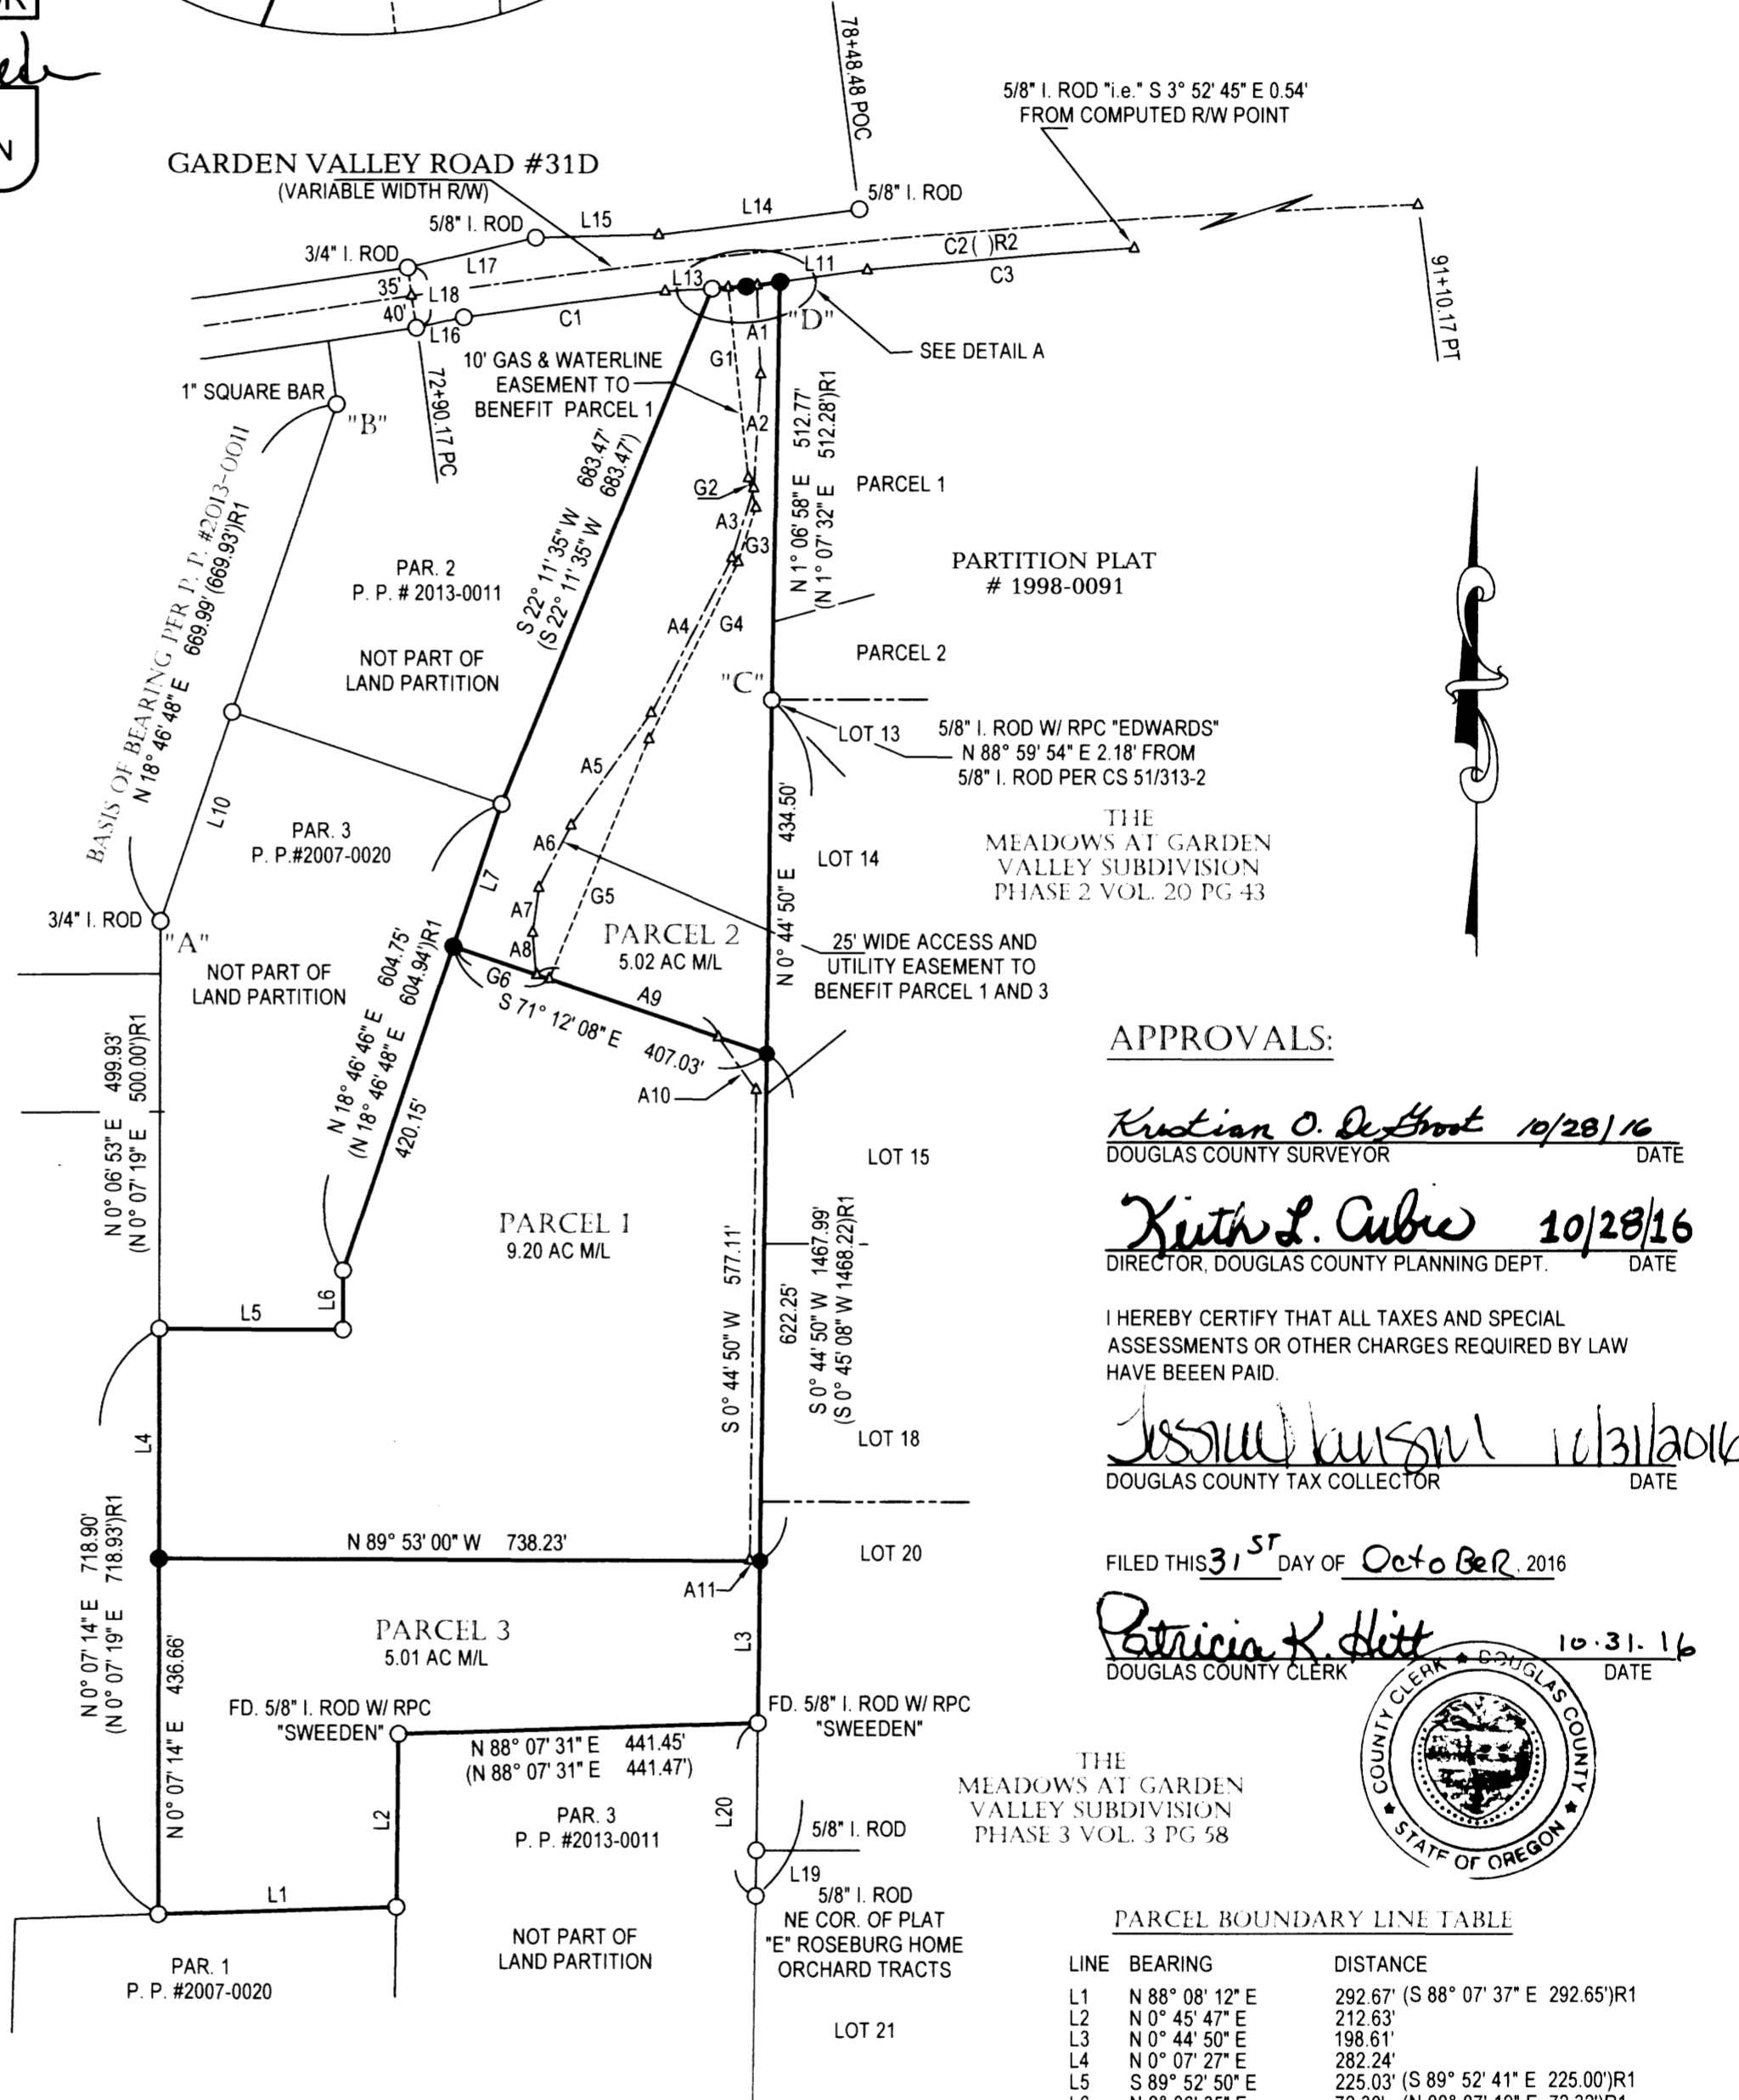 78+48.48 POC
5/8" I. ROD "i.e." S 3° 52' 45" E 0.54'
FROM COMPUTED R/W POINT
GARDEN VALLEY ROAD #31D
(VARIABLE WIDTH R/W)
5/8" I. ROD
L15
L14
5/8" I. ROD
3/4" I. ROD
L17
C2( )R2
L11
C3
L13
35'
L18
40'
L16
C1
"D"
91+10.17 PT
A1
SEE DETAIL A
10' GAS & WATERLINE
EASEMENT TO
BENEFIT PARCEL 1
G1
1" SQUARE BAR
"B"
72+90.17 PC
A2
BASIS OF BEARING PER P. P. #2013-0011
N 18° 46' 48" E 669.99' (669.93')R1
S 22° 11' 35" W 683.47'
(S 22° 11' 35" W 683.47')
N 1° 06' 58" E 512.77'
(N 1° 07' 32" E 512.28')R1
G2
PARCEL 1
A3
G3
PARTITION PLAT
# 1998-0091
PAR. 2
P. P. # 2013-0011
A4
G4
NOT PART OF
LAND PARTITION
PARCEL 2
"C"
LOT 13
5/8" I. ROD W/ RPC "EDWARDS"
N 88° 59' 54" E 2.18' FROM
5/8" I. ROD PER CS 51/313-2
A5
L10
THE
MEADOWS AT GARDEN
VALLEY SUBDIVISION
PHASE 2 VOL. 20 PG 43
PAR. 3
P. P.#2007-0020
A6
LOT 14
N 0° 44' 50" E 434.50'
L7
G5
A7
3/4" I. ROD
"A"
PARCEL 2
5.02 AC M/L
A8
25' WIDE ACCESS AND
UTILITY EASEMENT TO
BENEFIT PARCEL 1 AND 3
NOT PART OF
LAND PARTITION
G6
A9
S 71° 12' 08" E 407.03'
N 18° 46' 46" E 604.75'
(N 18° 46' 48" E 604.94')R1
420.15'
N 0° 06' 53" E 499.93'
(N 0° 07' 19" E 500.00')R1
A10
APPROVALS:
Kristian O. DeGroot 10/28/16
DOUGLAS COUNTY SURVEYOR DATE
LOT 15
PARCEL 1
9.20 AC M/L
Keith L. Cubic 10/28/16
DIRECTOR, DOUGLAS COUNTY PLANNING DEPT. DATE
S 0° 44' 50" W 577.11'
622.25'
S 0° 44' 50" W 1467.99'
(S 0° 45' 08" W 1468.22)R1
L6
L5
I HEREBY CERTIFY THAT ALL TAXES AND SPECIAL
ASSESSMENTS OR OTHER CHARGES REQUIRED BY LAW
HAVE BEEEN PAID.
L4
LOT 18
10/31/2016
DOUGLAS COUNTY TAX COLLECTOR DATE
N 89° 53' 00" W 738.23'
LOT 20
A11
FILED THIS 31ST DAY OF OctoBeR, 2016
N 0° 07' 14" E 718.90'
(N 0° 07' 19" E 718.93')R1
N 0° 07' 14" E 436.66'
PARCEL 3
5.01 AC M/L
L3
Patricia K. Hitt 10.31.16
DOUGLAS COUNTY CLERK DATE
COUNTY CLERK ★ DOUGLAS COUNTY ★ STATE OF OREGON ★
FD. 5/8" I. ROD W/ RPC
"SWEEDEN"
FD. 5/8" I. ROD W/ RPC
"SWEEDEN"
N 88° 07' 31" E 441.45'
(N 88° 07' 31" E 441.47')
L2
L20
PAR. 3
P. P. #2013-0011
THE
MEADOWS AT GARDEN
VALLEY SUBDIVISION
PHASE 3 VOL. 3 PG 58
5/8" I. ROD
L19
L1
5/8" I. ROD
NE COR. OF PLAT
"E" ROSEBURG HOME
ORCHARD TRACTS
NOT PART OF
LAND PARTITION
PAR. 1
P. P. #2007-0020
LOT 21
PARCEL BOUNDARY LINE TABLE
LINE BEARING DISTANCE
L1 N 88° 08' 12" E 292.67' (S 88° 07' 37" E 292.65')R1
L2 N 0° 45' 47" E 212.63'
L3 N 0° 44' 50" E 198.61'
L4 N 0° 07' 27" E 282.24'
L5 S 89° 52' 50" E 225.03' (S 89° 52' 41" E 225.00')R1